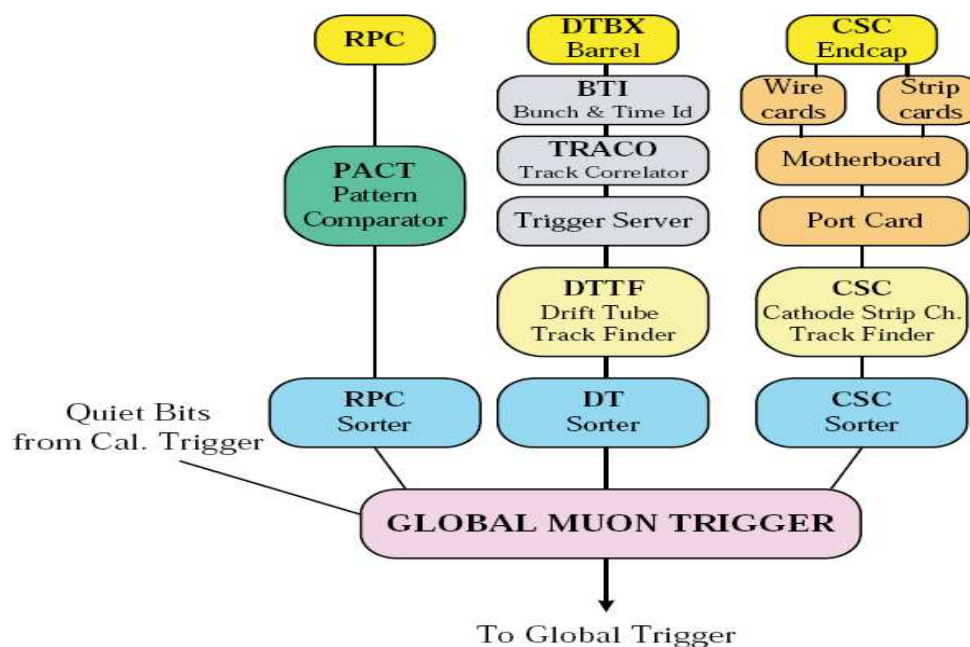 RPC
PACT
Pattern
Comparator
RPC
Sorter
DTBX
Barrel
BTI
Bunch & Time Id
TRACO
Track Correlator
Trigger Server
DTTF
Drift Tube
Track Finder
DT
Sorter
CSC
Endcap
Wire
cards
Strip
cards
Motherboard
Port Card
CSC
Cathode Strip Ch.
Track Finder
CSC
Sorter
Quiet Bits
from Cal. Trigger
GLOBAL MUON TRIGGER
To Global Trigger